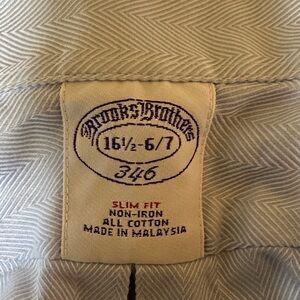 Brooks Brothers
16½-6/7
346
SLIM FIT
NON-IRON
ALL COTTON
MADE IN MALAYSIA